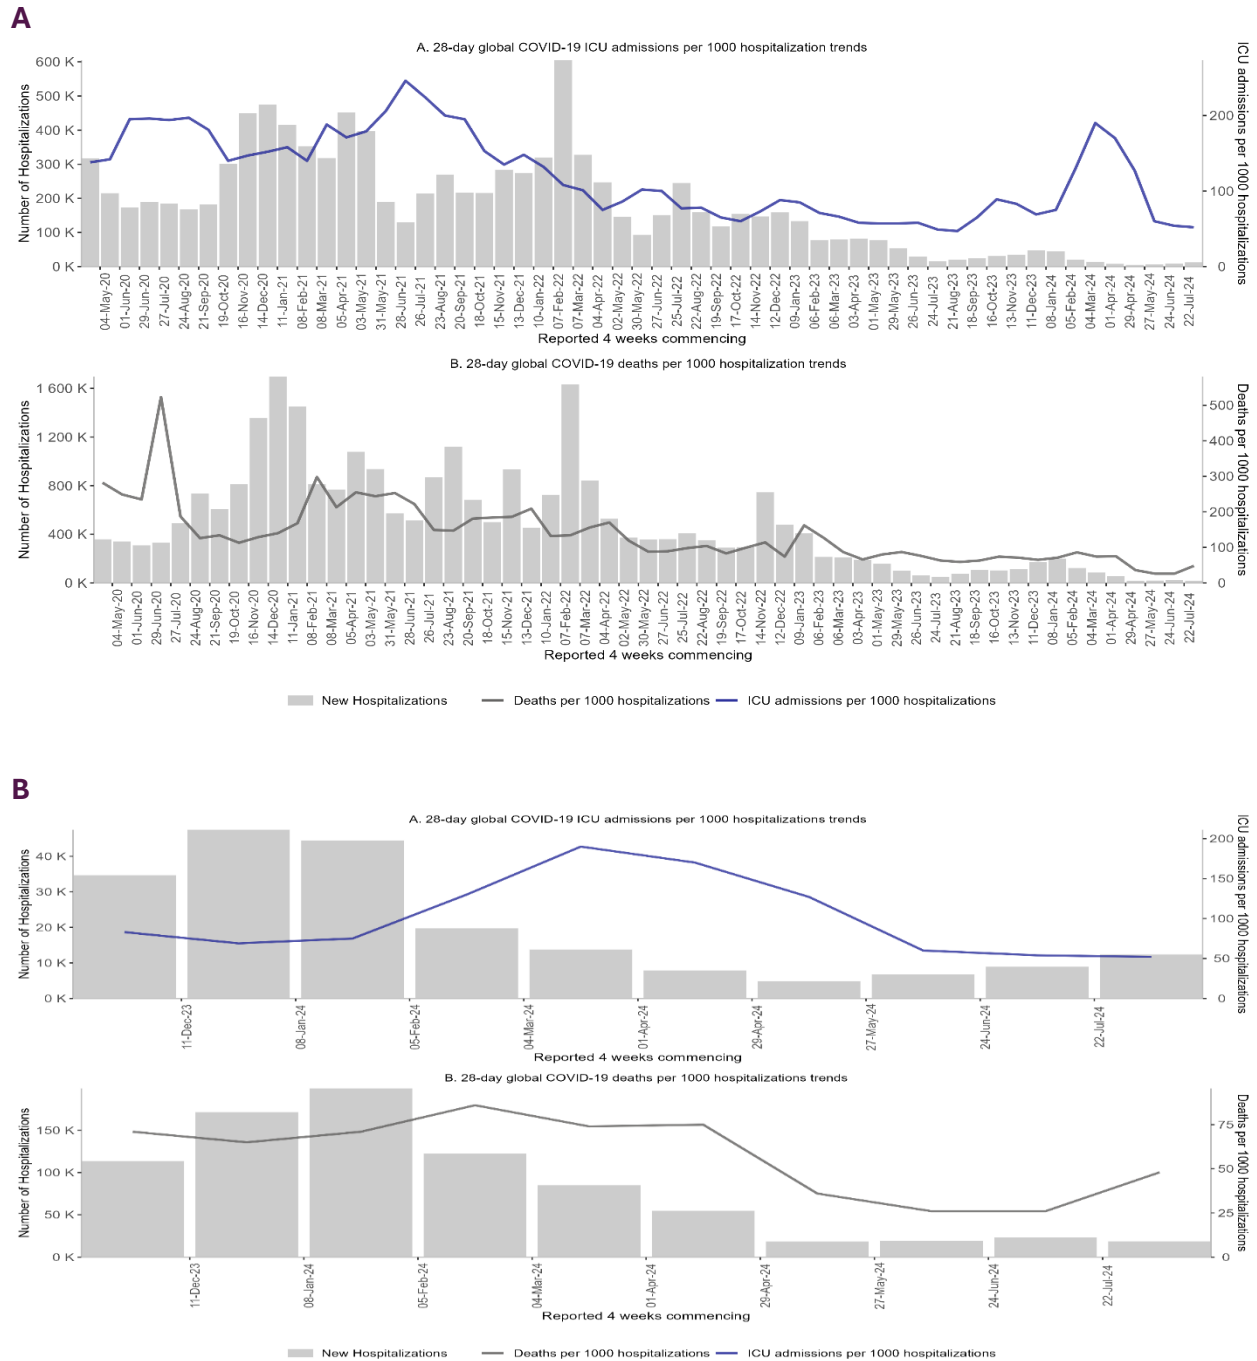 A
A. 28-day global COVID-19 ICU admissions per 1000 hospitalization trends
Number of Hospitalizations
600 K
500 K
400 K
300 K
200 K
100 K
0 K
200
100
0
ICU admissions per 1000 hospitalizations
04-May-20
01-Jun-20
29-Jun-20
27-Jul-20
24-Aug-20
21-Sep-20
19-Oct-20
16-Nov-20
14-Dec-20
11-Jan-21
08-Feb-21
08-Mar-21
05-Apr-21
03-May-21
31-May-21
28-Jun-21
26-Jul-21
23-Aug-21
20-Sep-21
18-Oct-21
15-Nov-21
13-Dec-21
10-Jan-22
07-Feb-22
07-Mar-22
04-Apr-22
02-May-22
30-May-22
27-Jun-22
25-Jul-22
22-Aug-22
19-Sep-22
17-Oct-22
14-Nov-22
12-Dec-22
09-Jan-23
06-Feb-23
06-Mar-23
03-Apr-23
01-May-23
29-May-23
26-Jun-23
24-Jul-23
21-Aug-23
18-Sep-23
16-Oct-23
13-Nov-23
11-Dec-23
08-Jan-24
05-Feb-24
04-Mar-24
01-Apr-24
29-Apr-24
27-May-24
24-Jun-24
22-Jul-24
Reported 4 weeks commencing
B. 28-day global COVID-19 deaths per 1000 hospitalization trends
Number of Hospitalizations
1 600 K
1 200 K
800 K
400 K
0 K
500
400
300
200
100
0
Deaths per 1000 hospitalizations
04-May-20
01-Jun-20
29-Jun-20
27-Jul-20
24-Aug-20
21-Sep-20
19-Oct-20
16-Nov-20
14-Dec-20
11-Jan-21
08-Feb-21
08-Mar-21
05-Apr-21
03-May-21
31-May-21
28-Jun-21
26-Jul-21
23-Aug-21
20-Sep-21
18-Oct-21
15-Nov-21
13-Dec-21
10-Jan-22
07-Feb-22
07-Mar-22
04-Apr-22
02-May-22
30-May-22
27-Jun-22
25-Jul-22
22-Aug-22
19-Sep-22
17-Oct-22
14-Nov-22
12-Dec-22
09-Jan-23
06-Feb-23
06-Mar-23
03-Apr-23
01-May-23
29-May-23
26-Jun-23
24-Jul-23
21-Aug-23
18-Sep-23
16-Oct-23
13-Nov-23
11-Dec-23
08-Jan-24
05-Feb-24
04-Mar-24
01-Apr-24
29-Apr-24
27-May-24
24-Jun-24
22-Jul-24
Reported 4 weeks commencing
New Hospitalizations Deaths per 1000 hospitalizations ICU admissions per 1000 hospitalizations
B
A. 28-day global COVID-19 ICU admissions per 1000 hospitalizations trends
Number of Hospitalizations
40 K
30 K
20 K
10 K
0 K
200
150
100
50
0
ICU admissions per 1000 hospitalizations
11-Dec-23
08-Jan-24
05-Feb-24
04-Mar-24
01-Apr-24
29-Apr-24
27-May-24
24-Jun-24
22-Jul-24
Reported 4 weeks commencing
B. 28-day global COVID-19 deaths per 1000 hospitalizations trends
Number of Hospitalizations
150 K
100 K
50 K
0 K
75
50
25
0
Deaths per 1000 hospitalizations
11-Dec-23
08-Jan-24
05-Feb-24
04-Mar-24
01-Apr-24
29-Apr-24
27-May-24
24-Jun-24
22-Jul-24
Reported 4 weeks commencing
New Hospitalizations Deaths per 1000 hospitalizations ICU admissions per 1000 hospitalizations